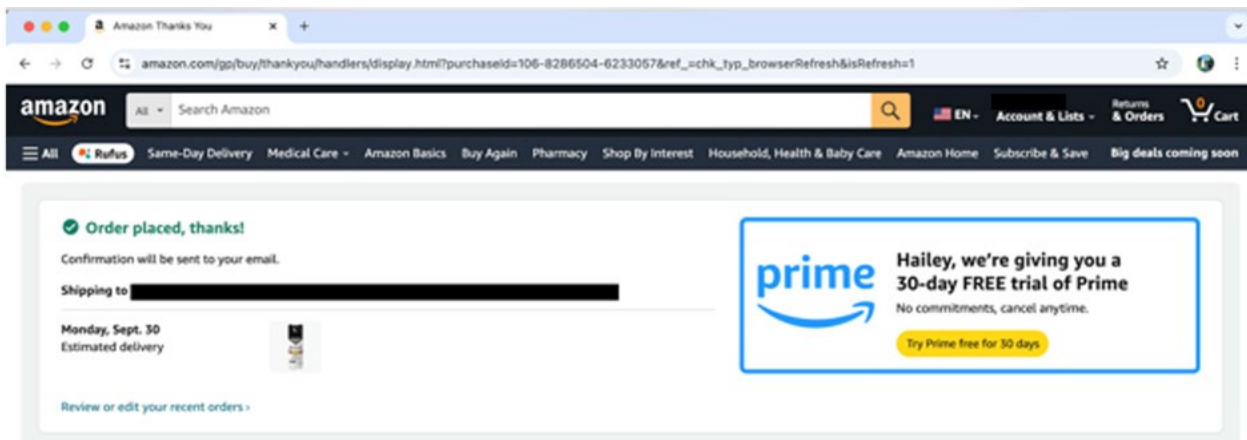 Amazon Thanks You
amazon.com/gp/buy/thankyou/handlers/display.html?purchaseId=106-8286504-6233057&ref_=chk_typ_browserRefresh&isRefresh=1
amazon All Search Amazon EN Account & Lists Returns & Orders 0 Cart
All Rufus Same-Day Delivery Medical Care Amazon Basics Buy Again Pharmacy Shop By Interest Household, Health & Baby Care Amazon Home Subscribe & Save Big deals coming soon
Order placed, thanks!
Confirmation will be sent to your email.
Shipping to
Monday, Sept. 30
Estimated delivery
Review or edit your recent orders ›
prime
Hailey, we're giving you a
30-day FREE trial of Prime
No commitments, cancel anytime.
Try Prime free for 30 days